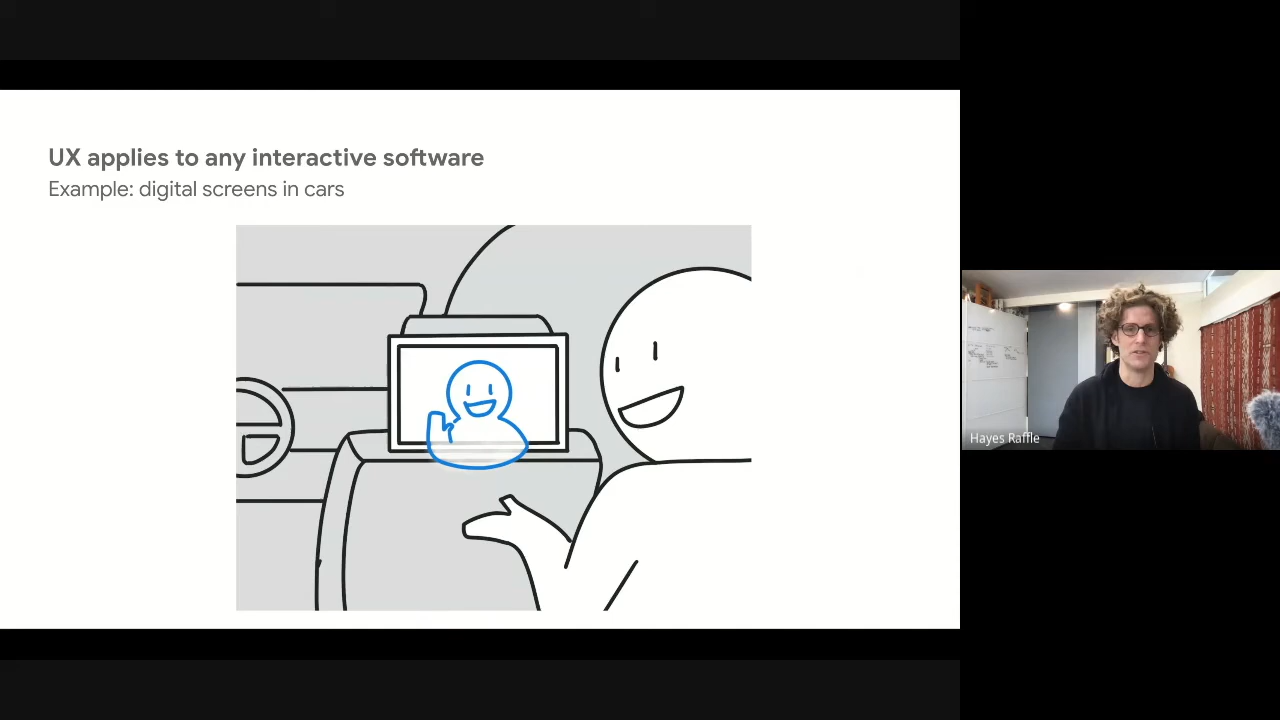 UX applies to any interactive software
Example: digital screens in cars
Hayes Raffle